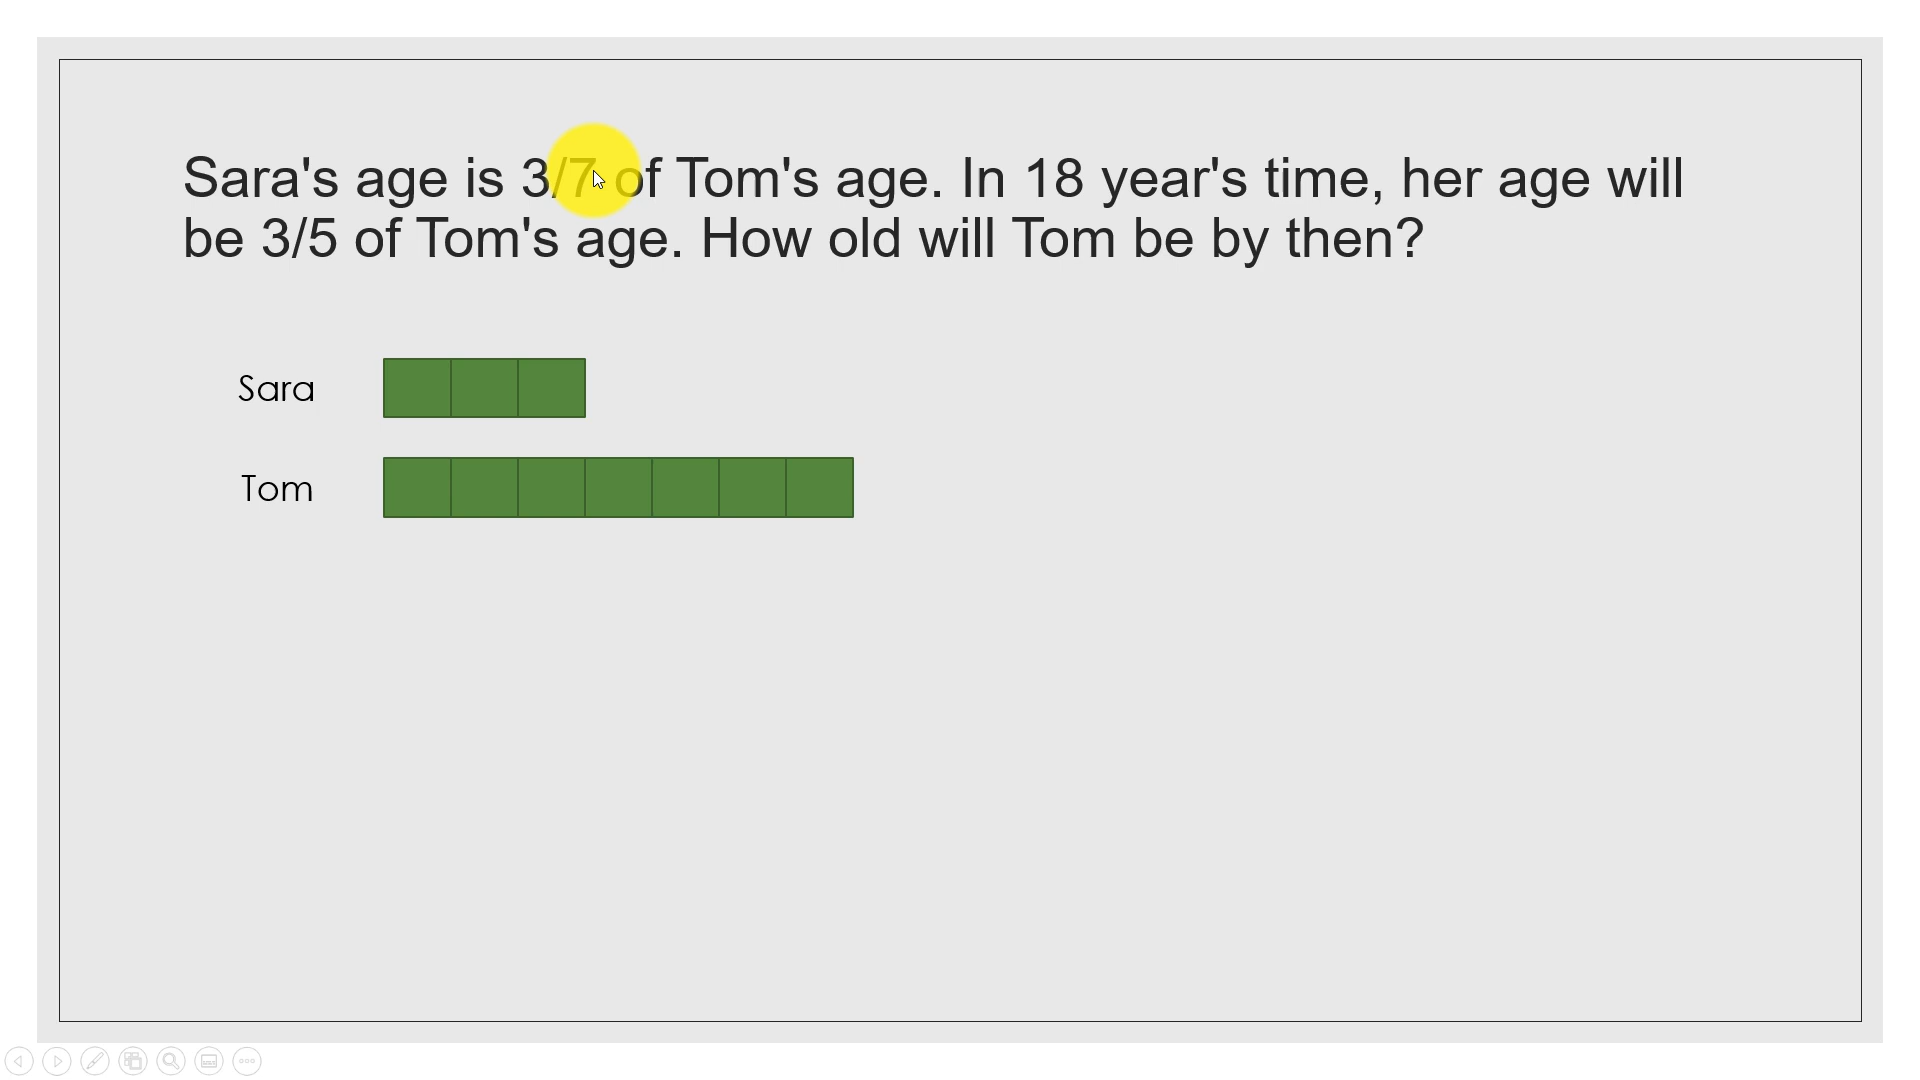 Sara's age is 3/7 of Tom's age. In 18 year's time, her age will
be 3/5 of Tom's age. How old will Tom be by then?
Sara
Tom